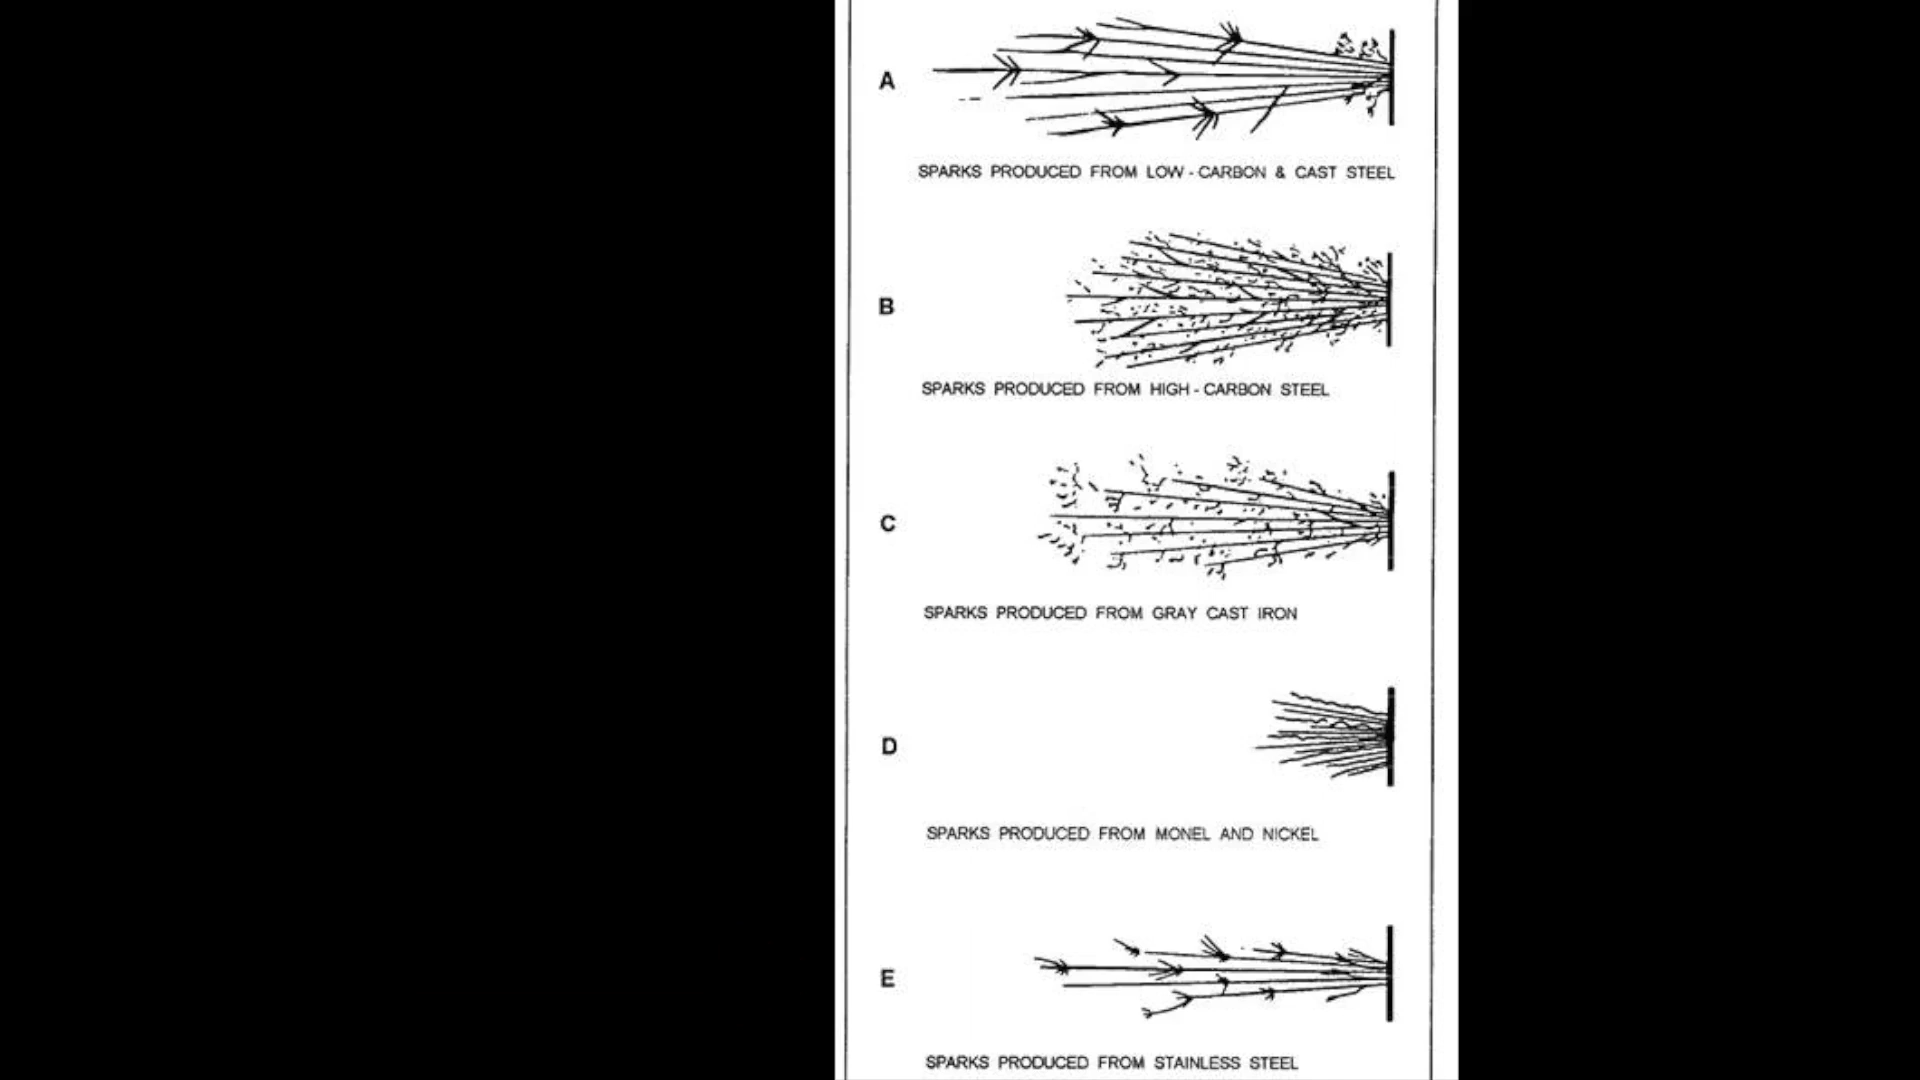 A
SPARKS PRODUCED FROM LOW - CARBON & CAST STEEL
B
SPARKS PRODUCED FROM HIGH - CARBON STEEL
C
SPARKS PRODUCED FROM GRAY CAST IRON
D
SPARKS PRODUCED FROM MONEL AND NICKEL
E
SPARKS PRODUCED FROM STAINLESS STEEL